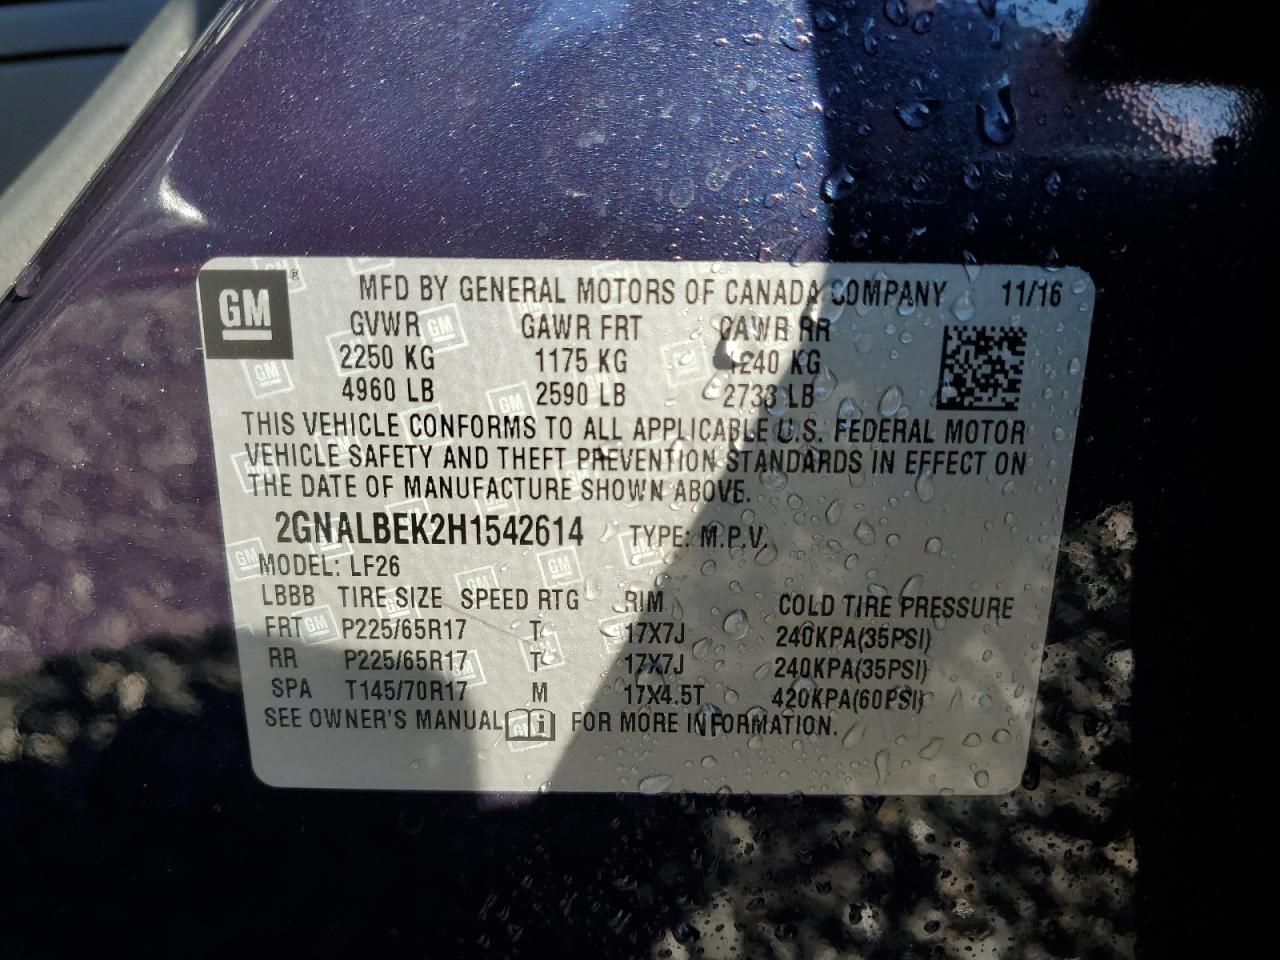 GM ® MFD BY GENERAL MOTORS OF CANADA COMPANY 11/16
GVWR GAWR FRT GAWR RR
2250 KG 1175 KG 1240 KG
4960 LB 2590 LB 2733 LB
THIS VEHICLE CONFORMS TO ALL APPLICABLE U.S. FEDERAL MOTOR
VEHICLE SAFETY AND THEFT PREVENTION STANDARDS IN EFFECT ON
THE DATE OF MANUFACTURE SHOWN ABOVE.
2GNALBEK2H1542614 TYPE: M.P.V.
MODEL: LF26
LBBB TIRE SIZE SPEED RTG RIM COLD TIRE PRESSURE
FRT P225/65R17 T 17X7J 240KPA(35PSI)
RR P225/65R17 T 17X7J 240KPA(35PSI)
SPA T145/70R17 M 17X4.5T 420KPA(60PSI)
SEE OWNER'S MANUAL FOR MORE INFORMATION.